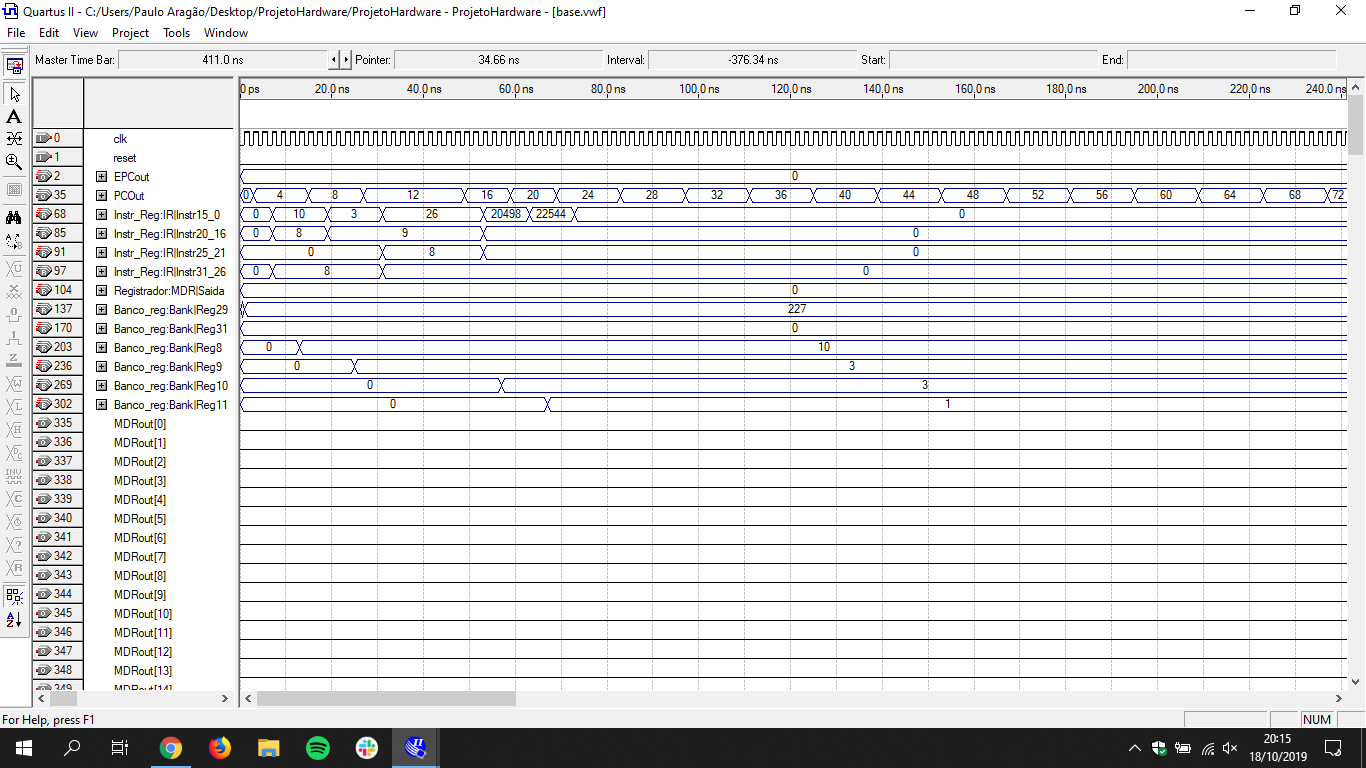 Quartus II - C:/Users/Paulo Aragão/Desktop/ProjetoHardware/ProjetoHardware - ProjetoHardware - [base.vwf]
File Edit View Project Tools Window
Master Time Bar: 411.0 ns Pointer: 34.66 ns Interval: -376.34 ns Start: End:
0 ps 20.0 ns 40.0 ns 60.0 ns 80.0 ns 100.0 ns 120.0 ns 140.0 ns 160.0 ns 180.0 ns 200.0 ns 220.0 ns 240.0 ns
0 clk
1 reset
2 EPCout 0
35 PCOut 0 4 8 12 16 20 24 28 32 36 40 44 48 52 56 60 64 68 72
68 Instr_Reg:IR|Instr15_0 0 10 3 26 20498 22544 0
85 Instr_Reg:IR|Instr20_16 0 8 9 0
91 Instr_Reg:IR|Instr25_21 0 8 0
97 Instr_Reg:IR|Instr31_26 0 8 0
104 Registrador:MDR|Saida 0
137 Banco_reg:Bank|Reg29 227
170 Banco_reg:Bank|Reg31 0
203 Banco_reg:Bank|Reg8 0 10
236 Banco_reg:Bank|Reg9 0 3
269 Banco_reg:Bank|Reg10 0 3
302 Banco_reg:Bank|Reg11 0 1
335 MDRout[0]
336 MDRout[1]
337 MDRout[2]
338 MDRout[3]
339 MDRout[4]
340 MDRout[5]
341 MDRout[6]
342 MDRout[7]
343 MDRout[8]
344 MDRout[9]
345 MDRout[10]
346 MDRout[11]
347 MDRout[12]
348 MDRout[13]
349 MDRout[14]
For Help, press F1 NUM
20:15
18/10/2019